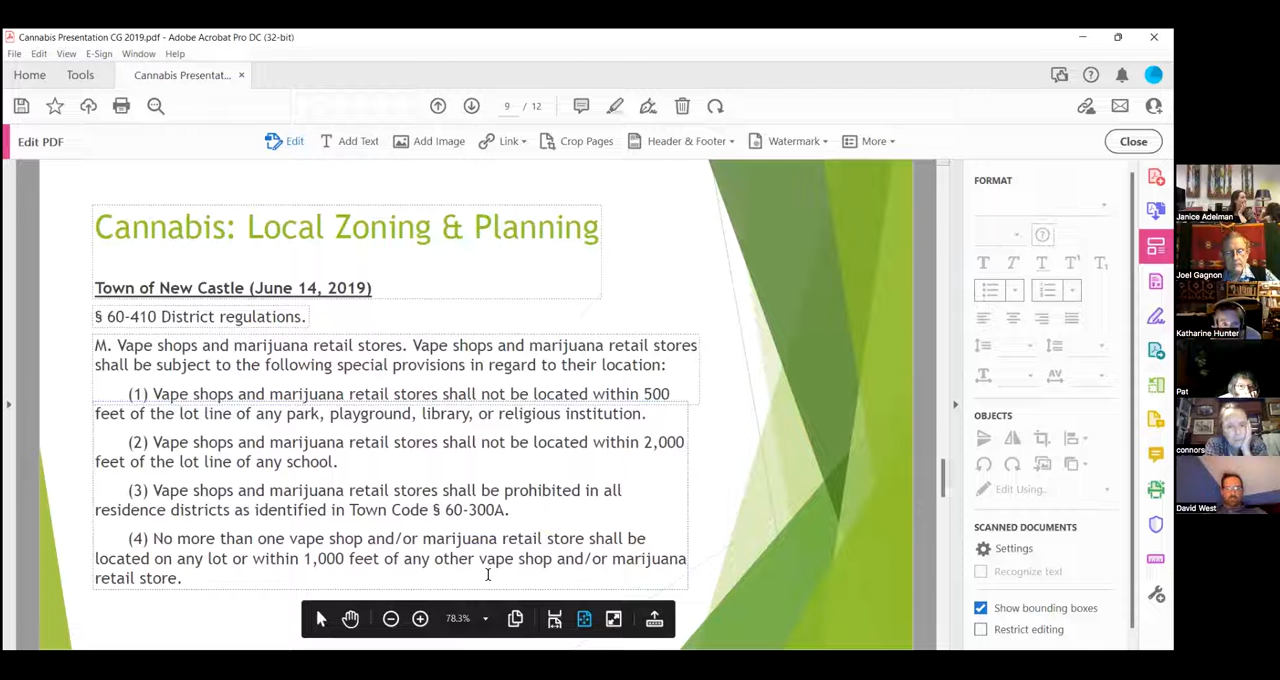 Cannabis Presentation CG 2019.pdf - Adobe Acrobat Pro DC (32-bit)
File Edit View E-Sign Window Help
Home Tools Cannabis Presentat... ×
9 / 12
Edit PDF Edit Add Text Add Image Link Crop Pages Header & Footer Watermark More Close
Cannabis: Local Zoning & Planning
Town of New Castle (June 14, 2019)
§ 60-410 District regulations.
M. Vape shops and marijuana retail stores. Vape shops and marijuana retail stores
shall be subject to the following special provisions in regard to their location:
(1) Vape shops and marijuana retail stores shall not be located within 500
feet of the lot line of any park, playground, library, or religious institution.
(2) Vape shops and marijuana retail stores shall not be located within 2,000
feet of the lot line of any school.
(3) Vape shops and marijuana retail stores shall be prohibited in all
residence districts as identified in Town Code § 60-300A.
(4) No more than one vape shop and/or marijuana retail store shall be
located on any lot or within 1,000 feet of any other vape shop and/or marijuana
retail store.
78.3%
FORMAT
OBJECTS
Edit Using...
SCANNED DOCUMENTS
Settings
Recognize text
Show bounding boxes
Restrict editing
Janice Adelman
Joel Gagnon
Katharine Hunter
Pat
connors
David West